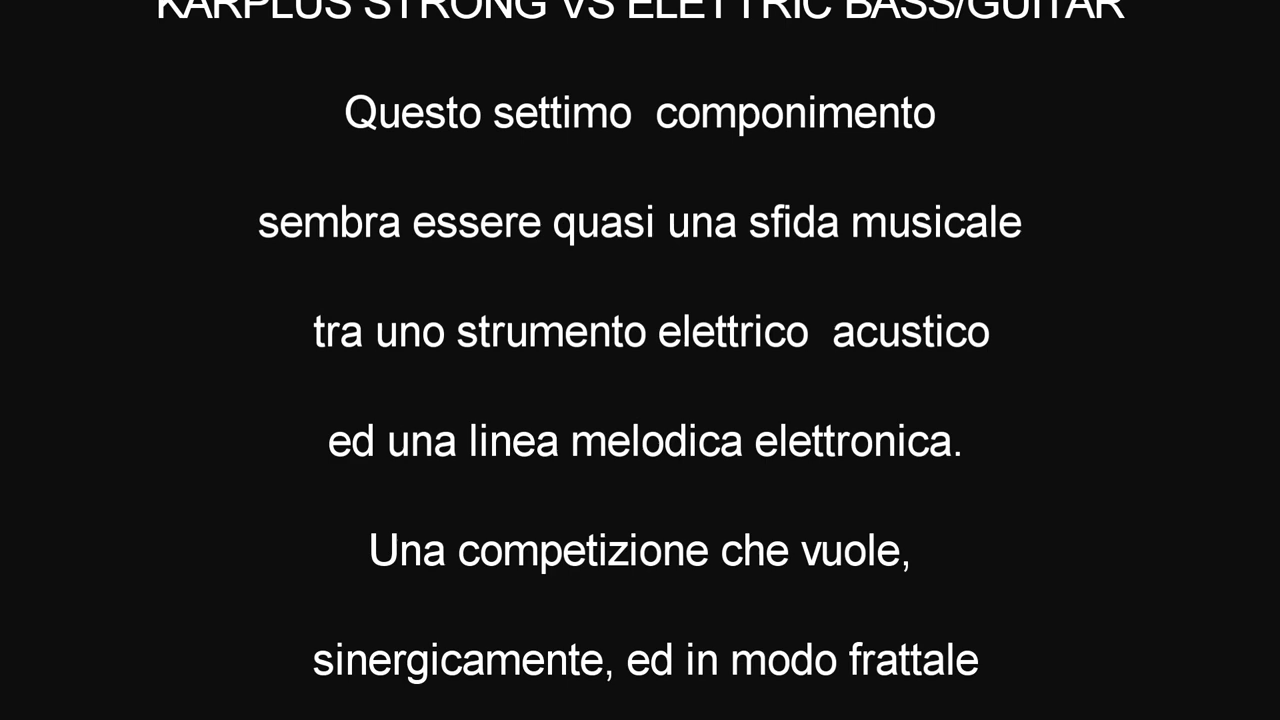 KARPLUS STRONG VS ELETTRIC BASS/GUITAR
Questo settimo componimento
sembra essere quasi una sfida musicale
tra uno strumento elettrico acustico
ed una linea melodica elettronica.
Una competizione che vuole,
sinergicamente, ed in modo frattale